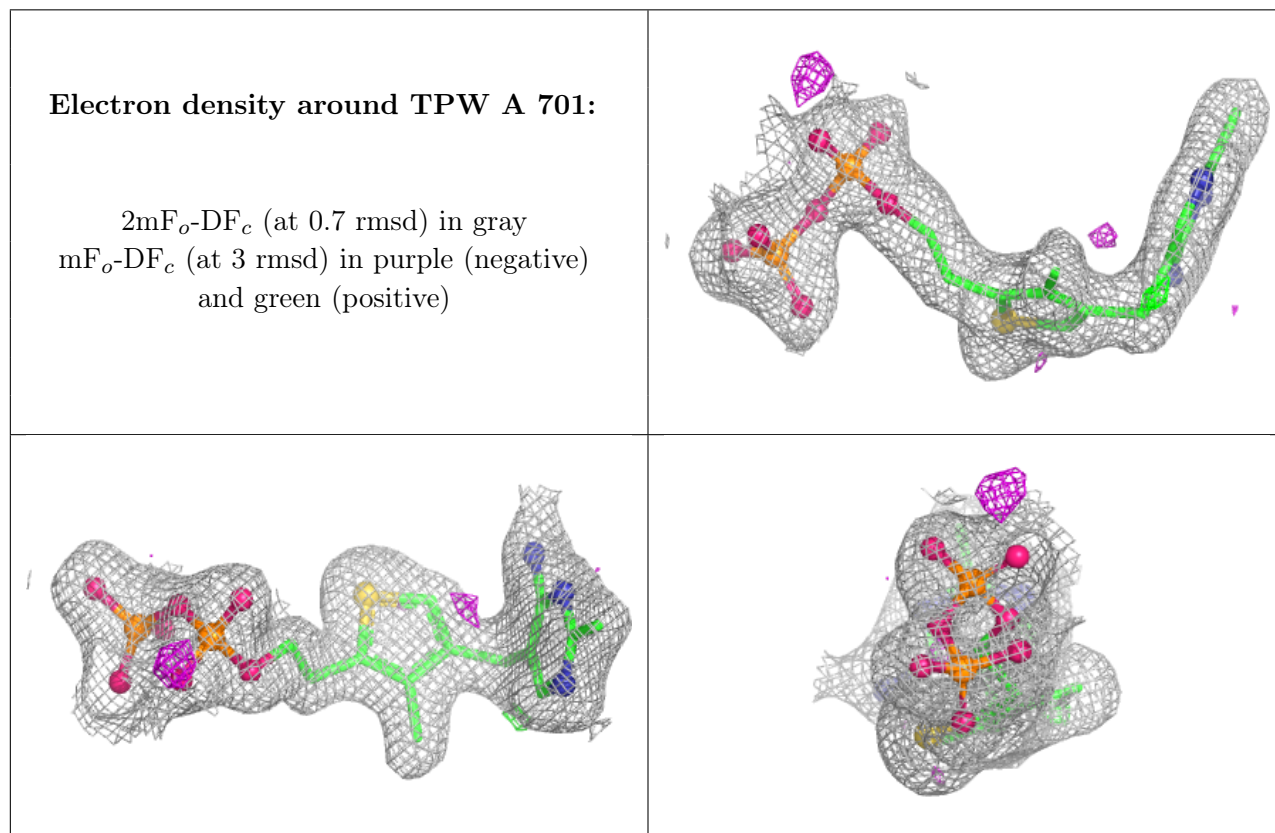 Electron density around TPW A 701:
2mFo-DFc (at 0.7 rmsd) in gray
mFo-DFc (at 3 rmsd) in purple (negative)
and green (positive)